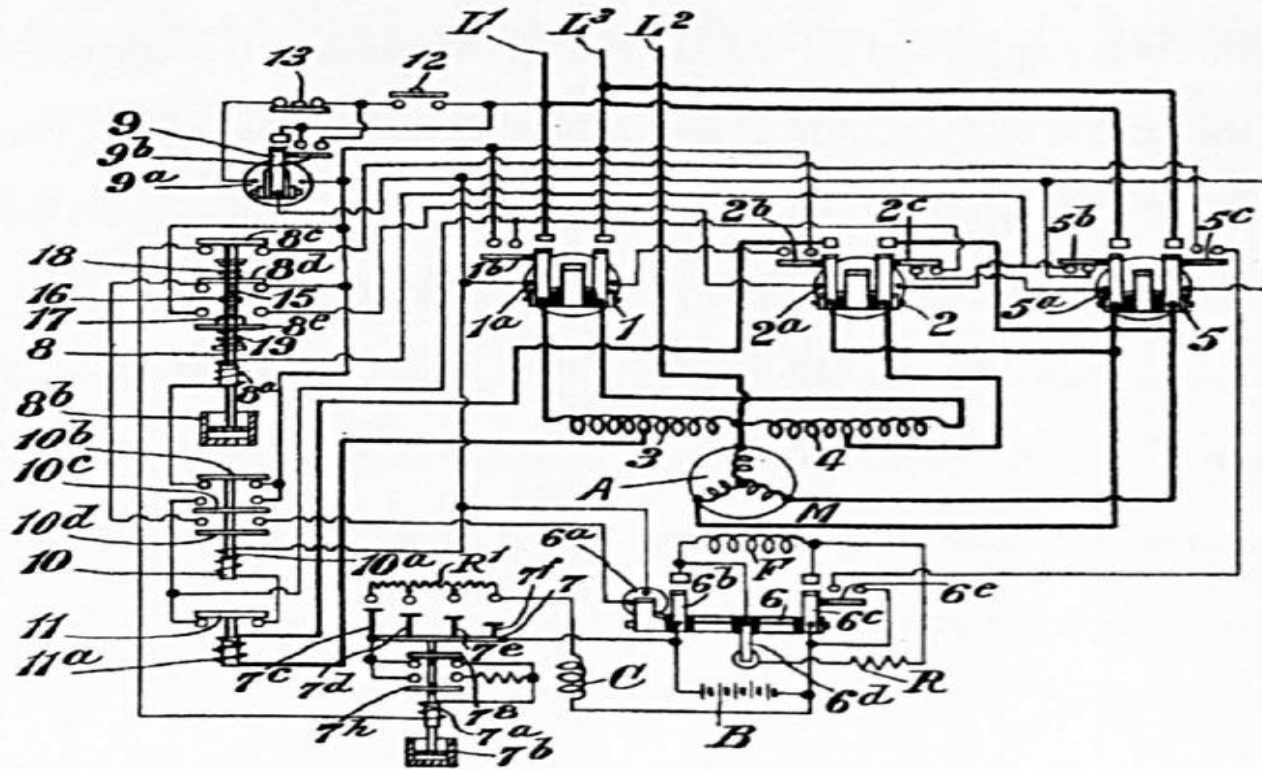 L¹ L³ L²
13 12
9
9ᵇ
9ᵃ
2ᵇ 2ᶜ 5ᵇ 5ᶜ
8ᶜ
18 8ᵈ
16 15
17 8ᵉ
8 19
1ᵇ
1ᵃ 1 2ᵃ 2 5ᵃ 5
8ᵃ
8ᵇ
10ᵇ
10ᶜ
3 4
A M
10ᵈ
10 10ᵃ
R¹ 7ᶠ 7
6ᵃ F
6ᵇ 6 6ᶜ 6ᵉ
11
11ᵃ
7ᶜ 7ᵈ 7ᵉ
C R
7ʰ 7ᵍ 6ᵈ
7ᵃ B
7ᵇ